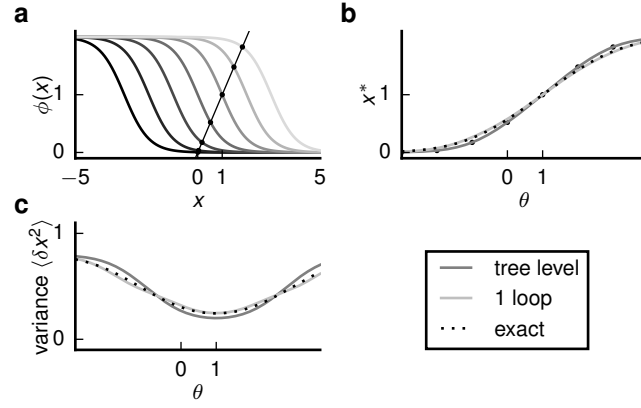 a
ϕ(x)
1
0
−5
0
1
5
x
b
x*
1
0
0
1
θ
c
variance ⟨δx²⟩
1
0
0
1
θ
tree level
1 loop
exact